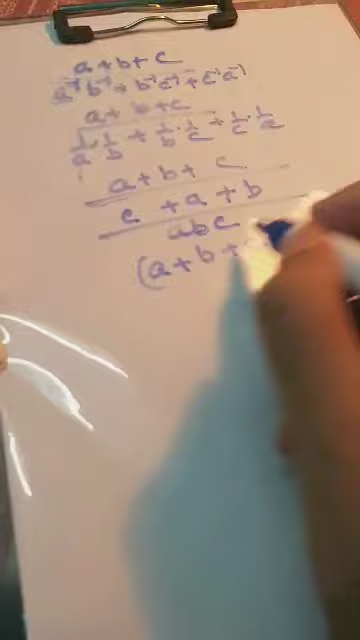 a + b + c
a⁻¹b⁻¹ + b⁻¹c⁻¹ + c⁻¹a⁻¹
a + b + c
1/a · 1/b + 1/b · 1/c + 1/c · 1/a
a + b + c
c + a + b
abc
(a + b +